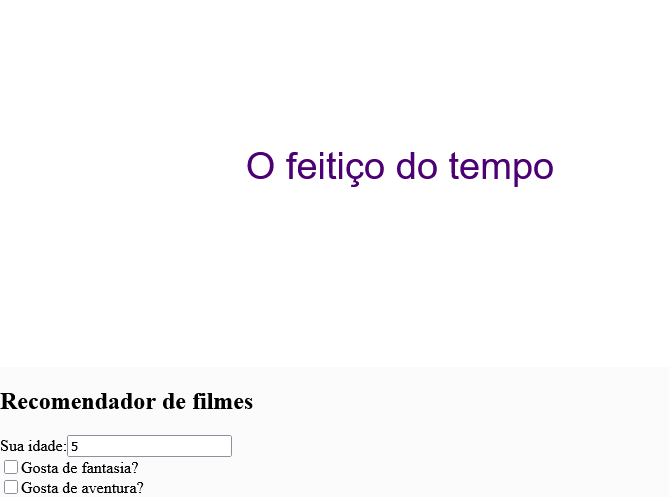 O feitiço do tempo
Recomendador de filmes
Sua idade: 5
Gosta de fantasia?
Gosta de aventura?